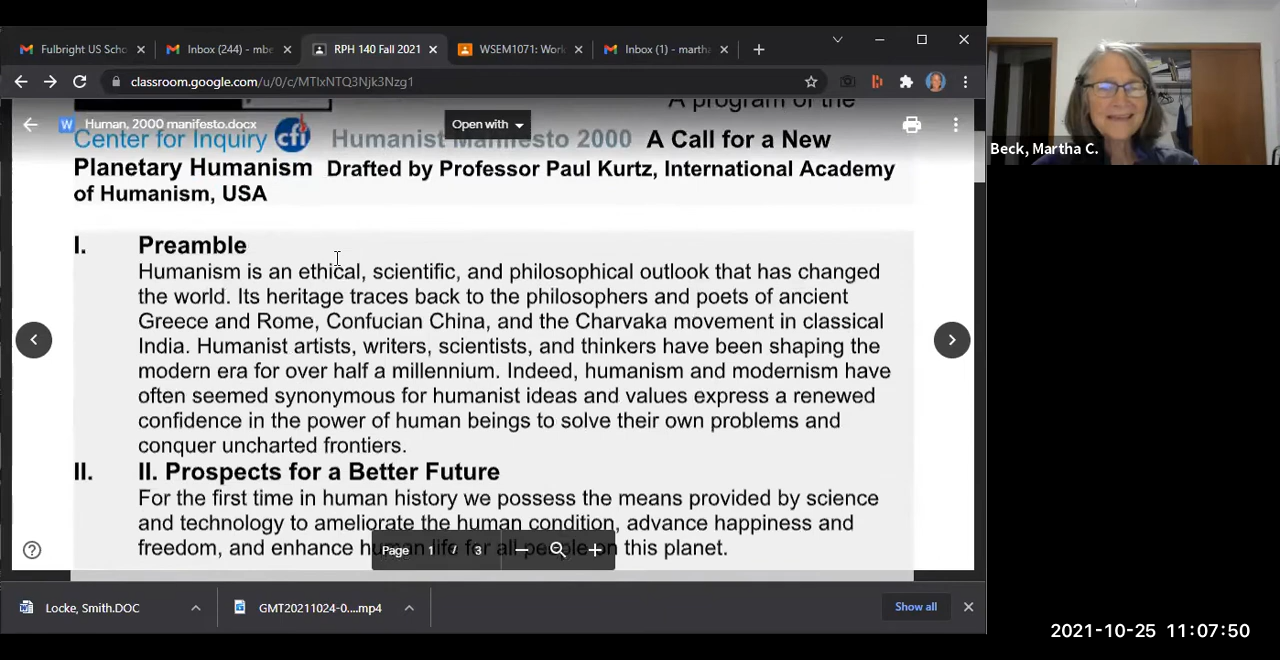 Fulbright US Scho
Inbox (244) - mbe
RPH 140 Fall 2021
WSEM1071: Worl
Inbox (1) - martha
classroom.google.com/u/0/c/MTIxNTQ3Njk3Nzg1
A program of the
Human, 2000 manifesto.docx
Open with
Center for Inquiry cfi Humanist Manifesto 2000 A Call for a New
Planetary Humanism Drafted by Professor Paul Kurtz, International Academy
of Humanism, USA
I. Preamble
Humanism is an ethical, scientific, and philosophical outlook that has changed
the world. Its heritage traces back to the philosophers and poets of ancient
Greece and Rome, Confucian China, and the Charvaka movement in classical
India. Humanist artists, writers, scientists, and thinkers have been shaping the
modern era for over half a millennium. Indeed, humanism and modernism have
often seemed synonymous for humanist ideas and values express a renewed
confidence in the power of human beings to solve their own problems and
conquer uncharted frontiers.
II. II. Prospects for a Better Future
For the first time in human history we possess the means provided by science
and technology to ameliorate the human condition, advance happiness and
freedom, and enhance human life for all people on this planet.
Page 1 / 3
Locke, Smith.DOC
GMT20211024-0....mp4
Show all
Beck, Martha C.
2021-10-25 11:07:50